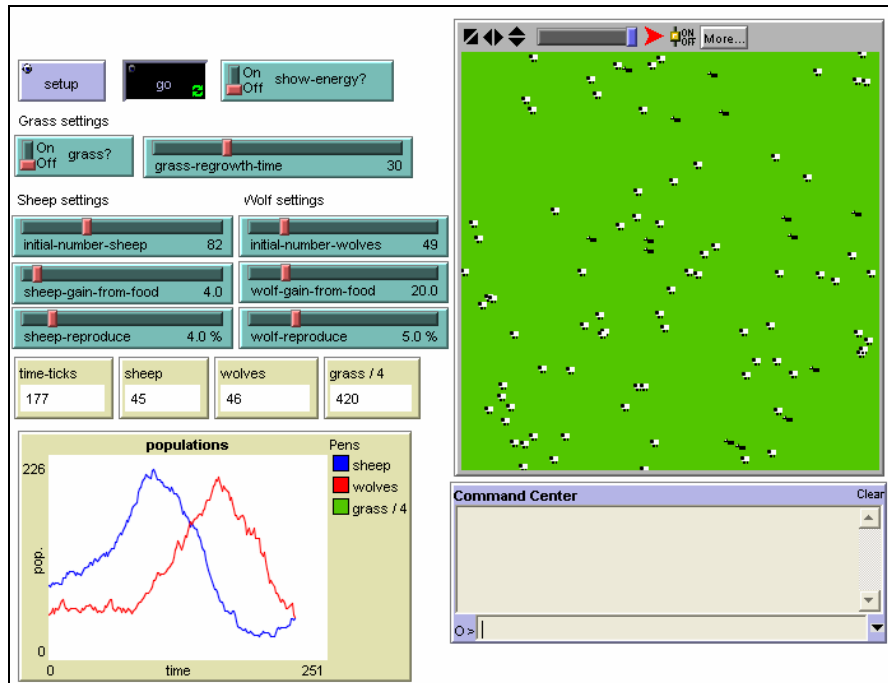 setup
go
On
Off
show-energy?
Grass settings
On
Off
grass?
grass-regrowth-time 30
Sheep settings
Wolf settings
initial-number-sheep 82
initial-number-wolves 49
sheep-gain-from-food 4.0
wolf-gain-from-food 20.0
sheep-reproduce 4.0 %
wolf-reproduce 5.0 %
time-ticks
177
sheep
45
wolves
46
grass / 4
420
populations
Pens
sheep
wolves
grass / 4
226
pop.
0
0
time
251
ON
OFF
More...
Command Center
Clear
O>